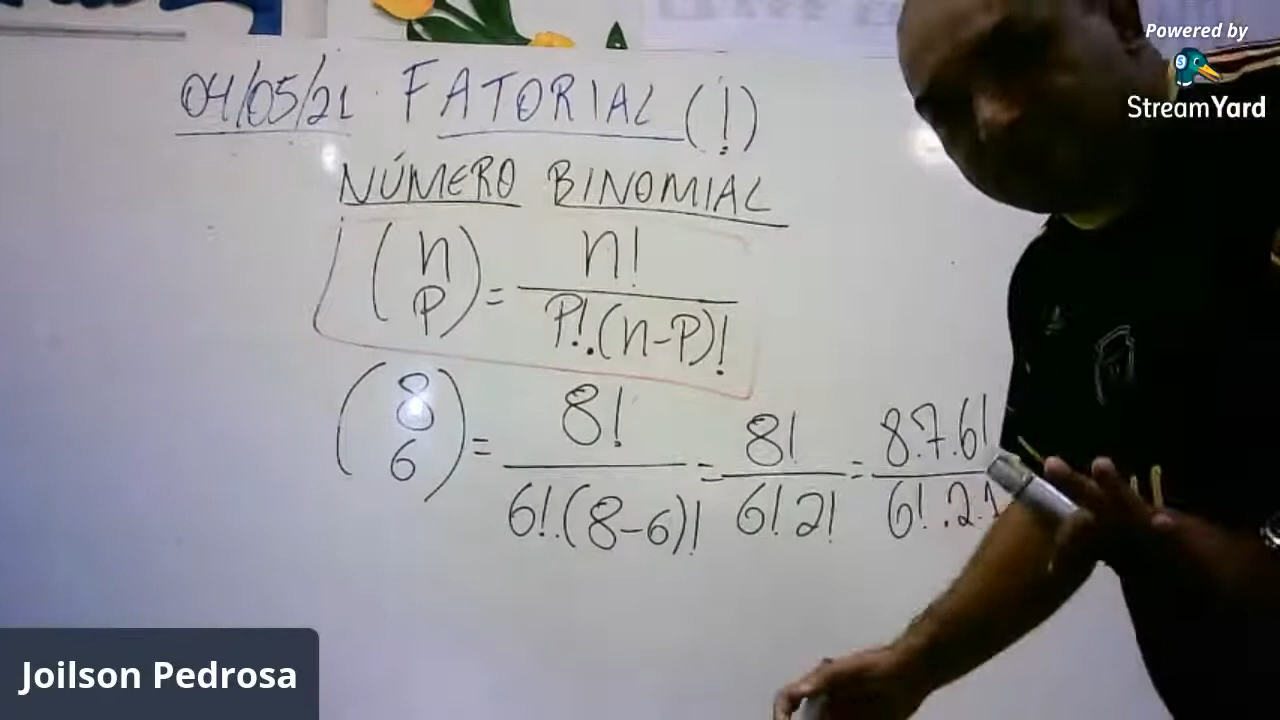 Powered by
StreamYard
04/05/21 FATORIAL (!)
NÚMERO BINOMIAL
(n P) = n! / P!.(n-P)!
(8 6) = 8! / 6!.(8-6)! = 8! / 6!2! = 8.7.6! / 6!.2.1
Joilson Pedrosa